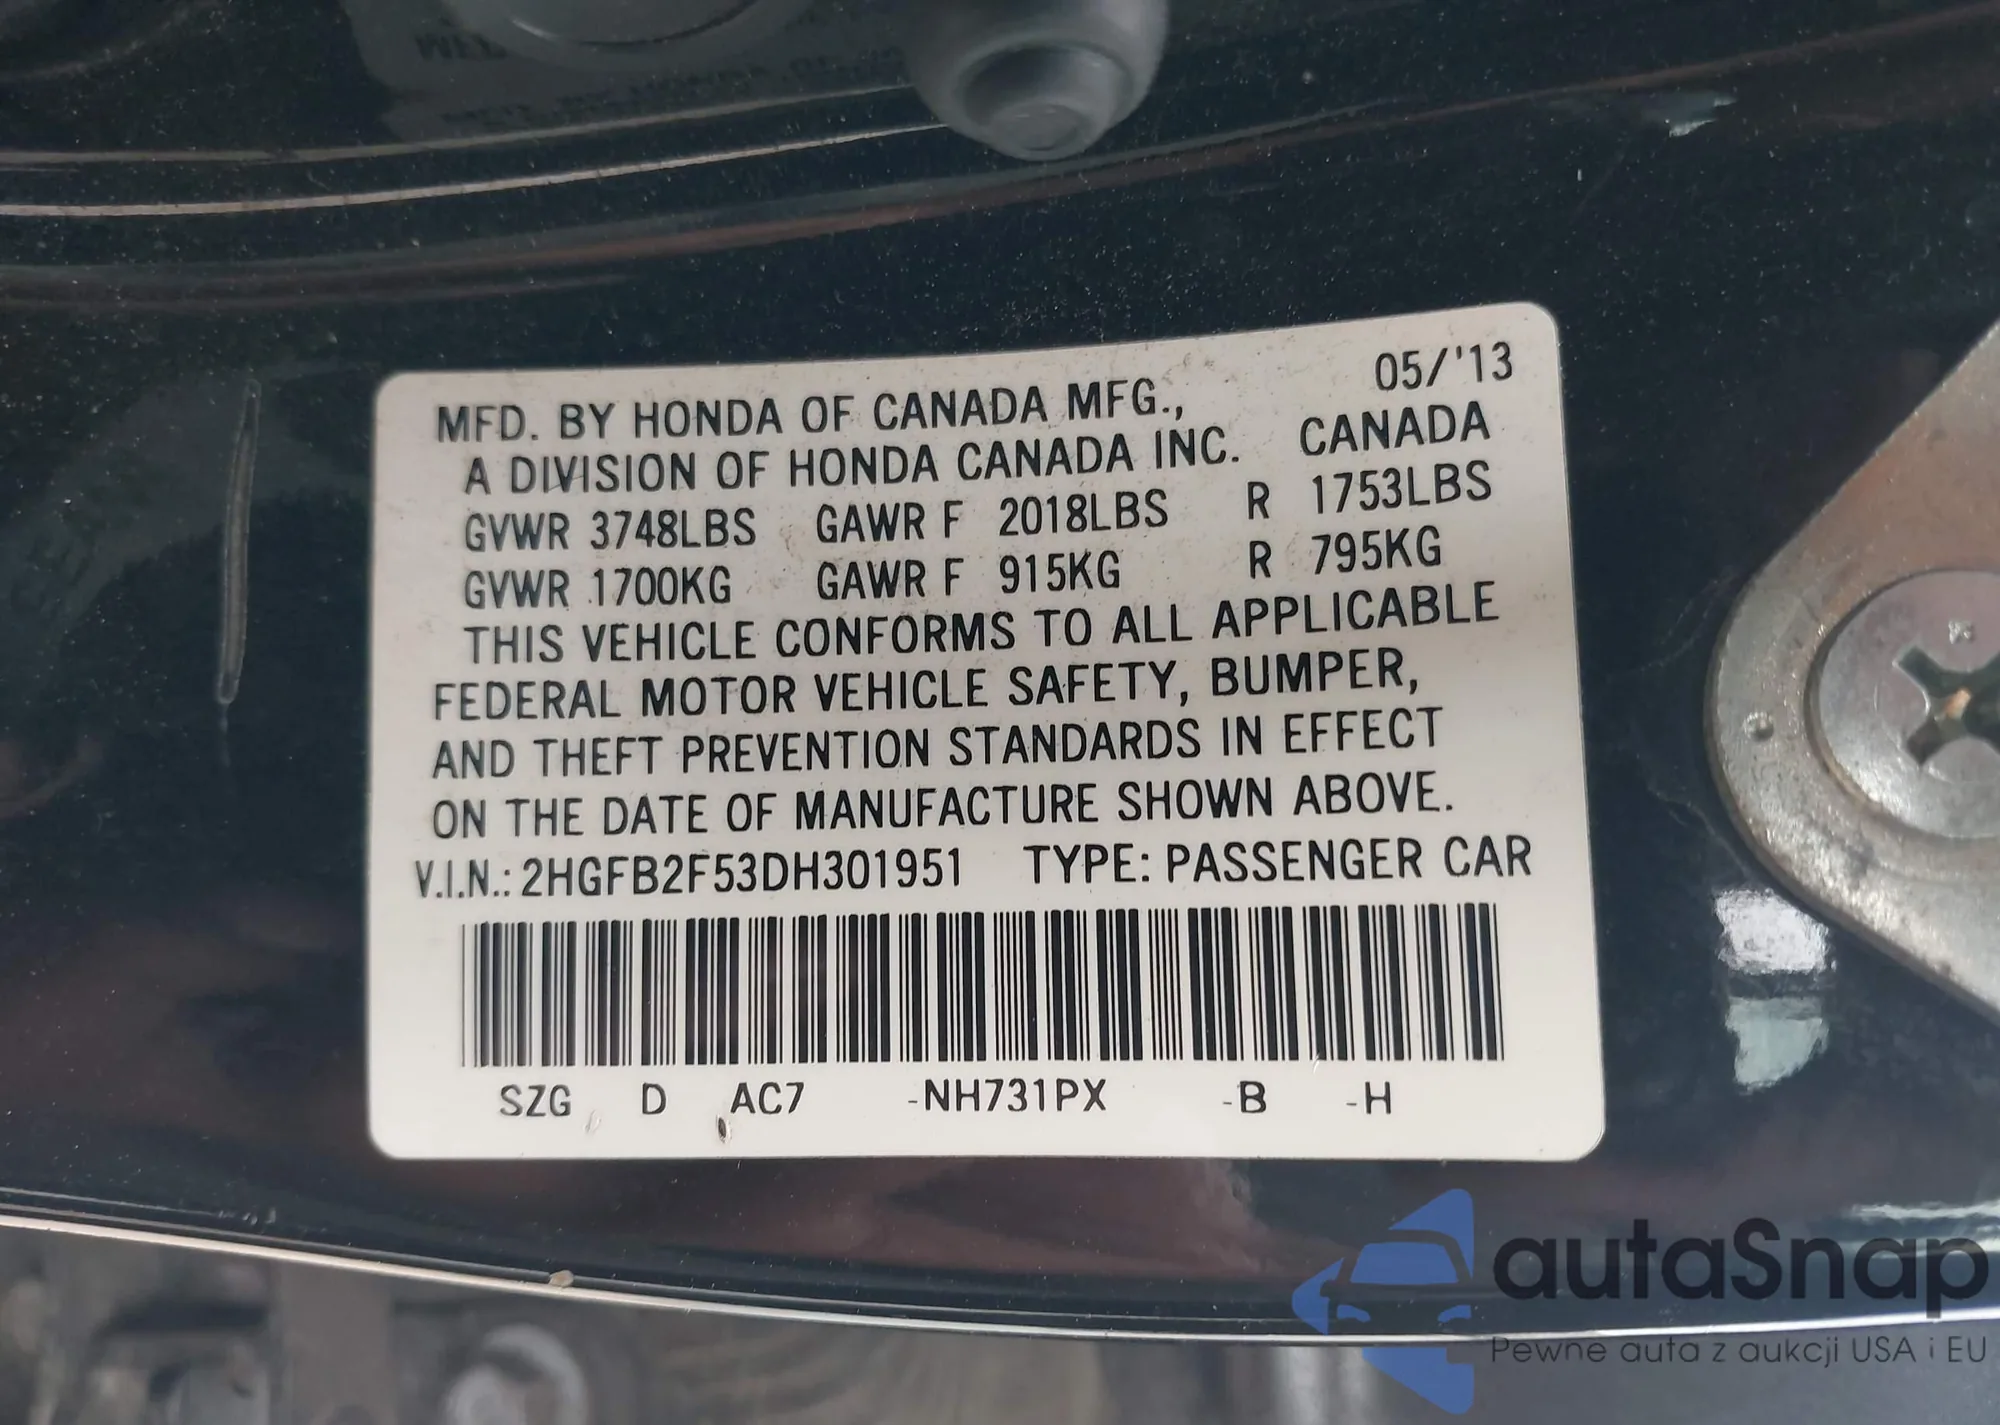 05/'13
MFD. BY HONDA OF CANADA MFG.,
A DIVISION OF HONDA CANADA INC. CANADA
GVWR 3748LBS GAWR F 2018LBS R 1753LBS
GVWR 1700KG GAWR F 915KG R 795KG
THIS VEHICLE CONFORMS TO ALL APPLICABLE
FEDERAL MOTOR VEHICLE SAFETY, BUMPER,
AND THEFT PREVENTION STANDARDS IN EFFECT
ON THE DATE OF MANUFACTURE SHOWN ABOVE.
V.I.N.: 2HGFB2F53DH301951 TYPE: PASSENGER CAR
SZG D AC7 -NH731PX -B -H
autaSnap
Pewne auta z aukcji USA i EU